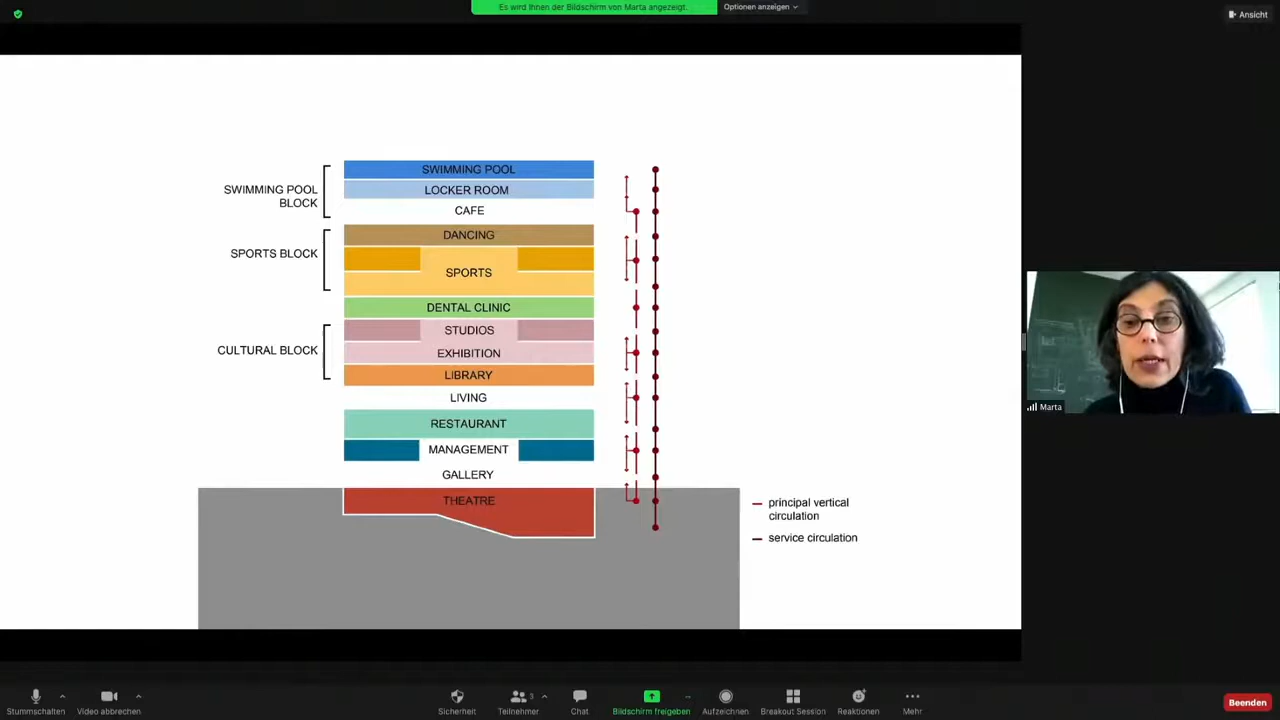 Es wird Ihnen der Bildschirm von Marta angezeigt.
Optionen anzeigen
Ansicht
SWIMMING POOL
BLOCK
SPORTS BLOCK
CULTURAL BLOCK
SWIMMING POOL
LOCKER ROOM
CAFE
DANCING
SPORTS
DENTAL CLINIC
STUDIOS
EXHIBITION
LIBRARY
LIVING
RESTAURANT
MANAGEMENT
GALLERY
THEATRE
principal vertical
circulation
service circulation
Marta
Stummschalten
Video abbrechen
Sicherheit
Teilnehmer
3
Chat
Bildschirm freigeben
Aufzeichnen
Breakout Session
Reaktionen
Mehr
Beenden